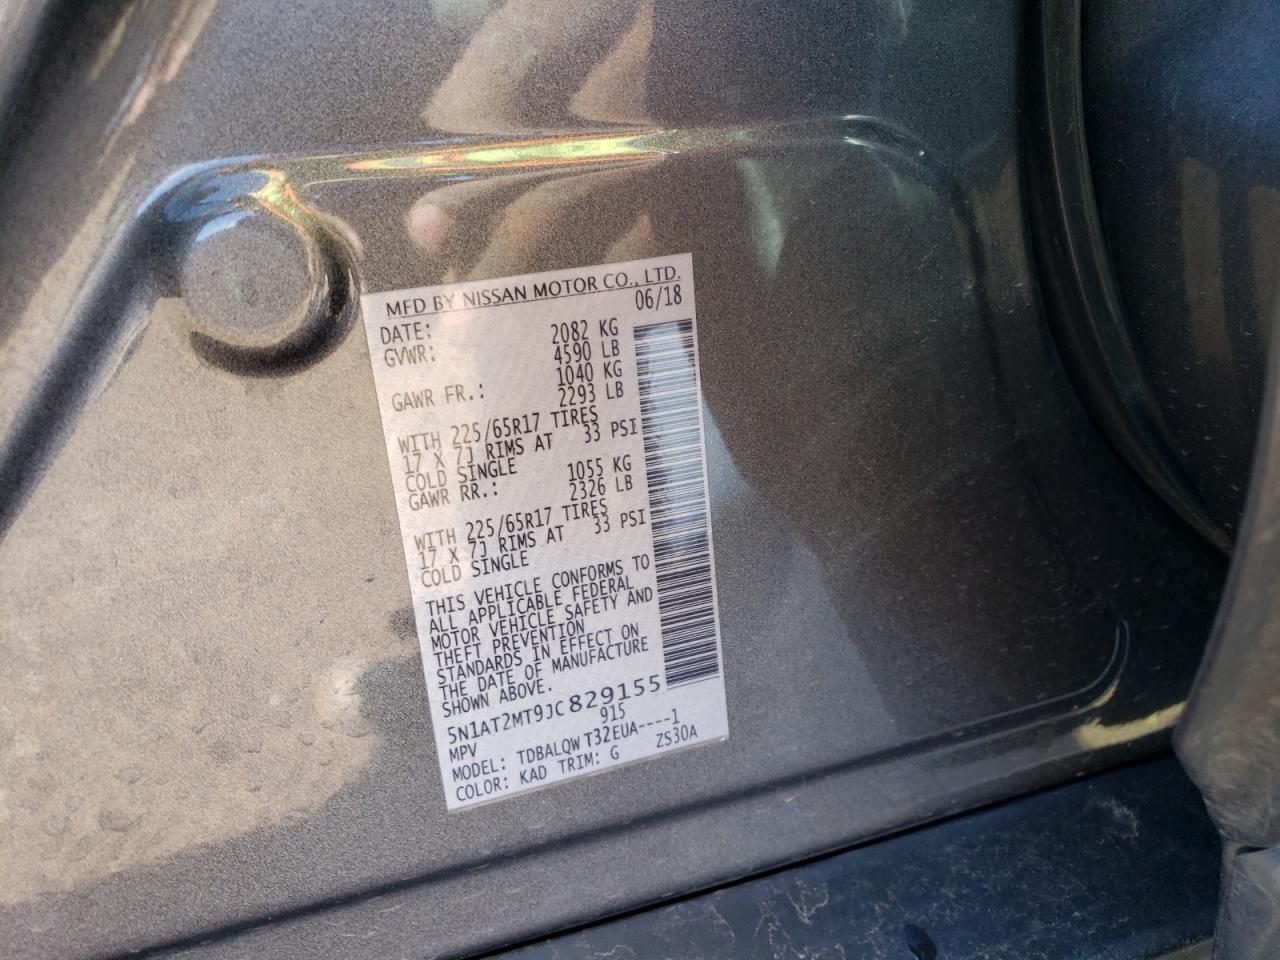 MFD BY NISSAN MOTOR CO., LTD.
DATE: 06/18
GVWR: 2082 KG
4590 LB
GAWR FR.: 1040 KG
2293 LB
WITH 225/65R17 TIRES
17 X 7J RIMS AT 33 PSI
COLD SINGLE
GAWR RR.: 1055 KG
2326 LB
WITH 225/65R17 TIRES
17 X 7J RIMS AT 33 PSI
COLD SINGLE
THIS VEHICLE CONFORMS TO
ALL APPLICABLE FEDERAL
MOTOR VEHICLE SAFETY AND
THEFT PREVENTION
STANDARDS IN EFFECT ON
THE DATE OF MANUFACTURE
SHOWN ABOVE.
5N1AT2MT9JC829155
MPV 915
MODEL: TDBALQWT32EUA----1
COLOR: KAD TRIM: G ZS30A